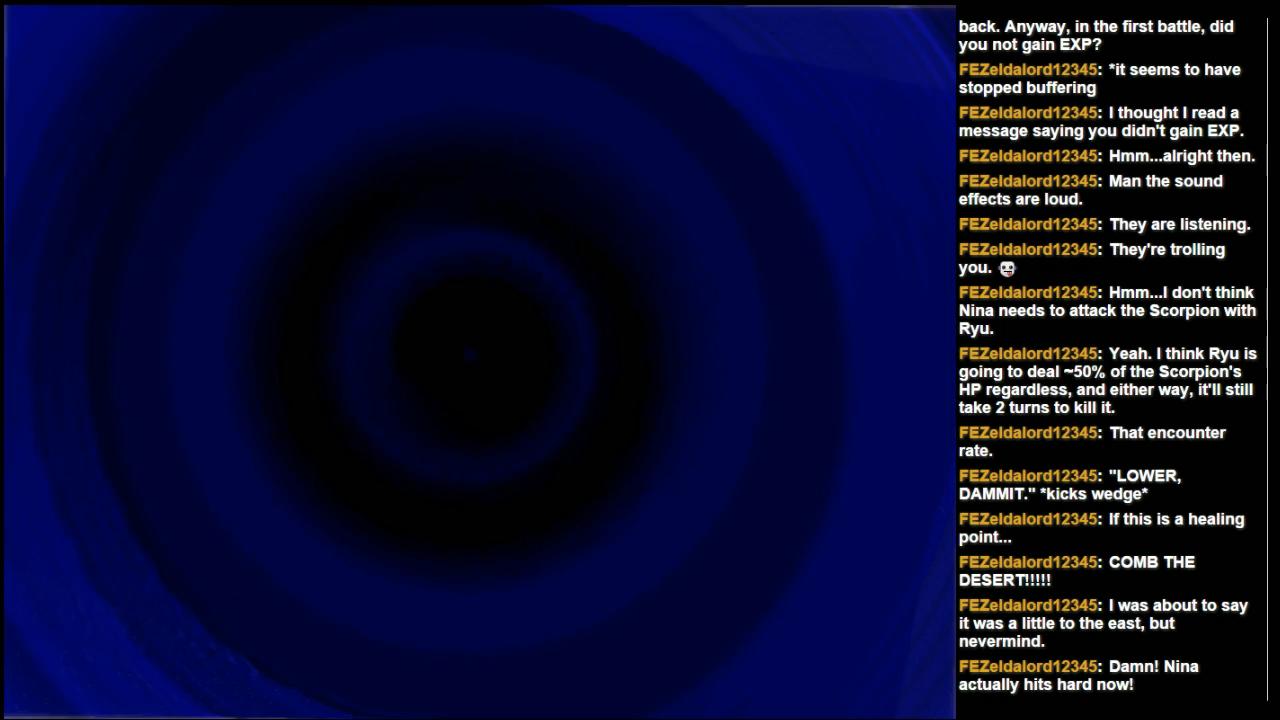 back. Anyway, in the first battle, did
you not gain EXP?
FEZeldalord12345: *it seems to have
stopped buffering
FEZeldalord12345: I thought I read a
message saying you didn't gain EXP.
FEZeldalord12345: Hmm...alright then.
FEZeldalord12345: Man the sound
effects are loud.
FEZeldalord12345: They are listening.
FEZeldalord12345: They're trolling
you.
FEZeldalord12345: Hmm...I don't think
Nina needs to attack the Scorpion with
Ryu.
FEZeldalord12345: Yeah. I think Ryu is
going to deal ~50% of the Scorpion's
HP regardless, and either way, it'll still
take 2 turns to kill it.
FEZeldalord12345: That encounter
rate.
FEZeldalord12345: "LOWER,
DAMMIT." *kicks wedge*
FEZeldalord12345: If this is a healing
point...
FEZeldalord12345: COMB THE
DESERT!!!!!
FEZeldalord12345: I was about to say
it was a little to the east, but
nevermind.
FEZeldalord12345: Damn! Nina
actually hits hard now!